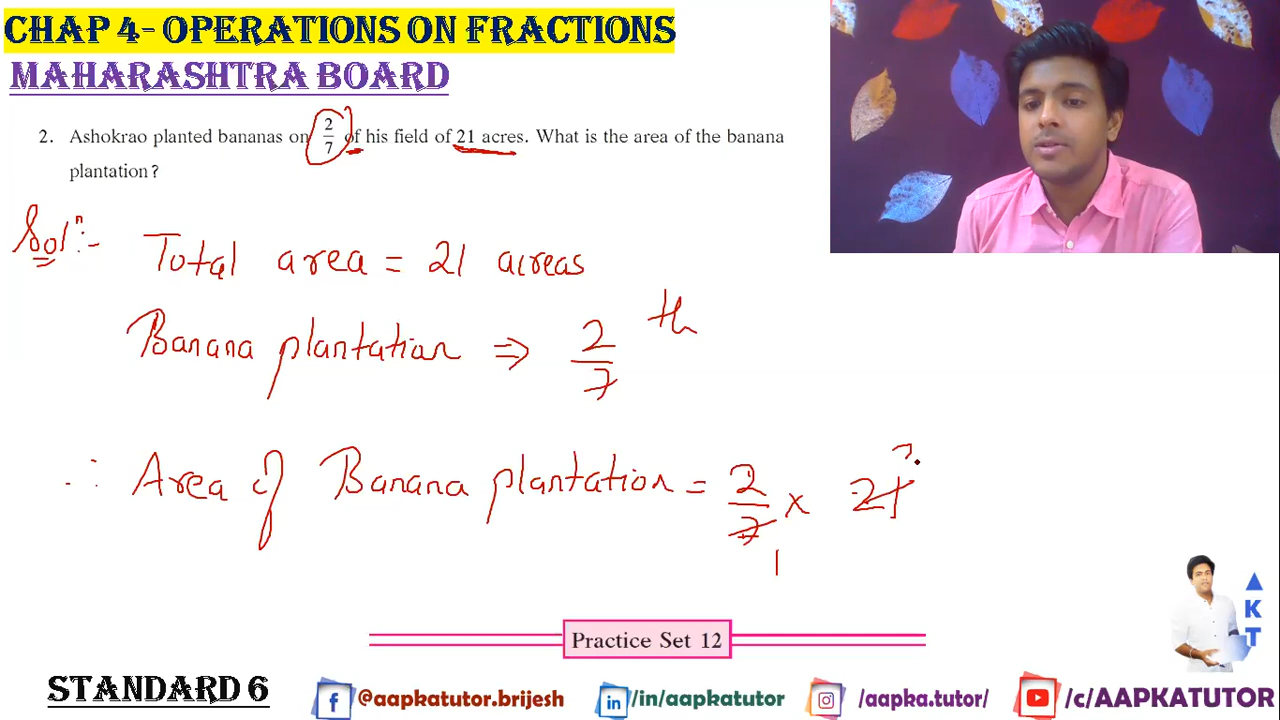 CHAP 4- OPERATIONS ON FRACTIONS
MAHARASHTRA BOARD
2. Ashokrao planted bananas on 2/7 of his field of 21 acres. What is the area of the banana
plantation?
Solⁿ:-
Total area = 21 acreas
Banana plantation ⇒ 2/7 th
∴ Area of Banana plantation = 2/7 × 21
1
Practice Set 12
AKT
STANDARD 6
@aapkatutor.brijesh
/in/aapkatutor
/aapka.tutor/
/c/AAPKATUTOR